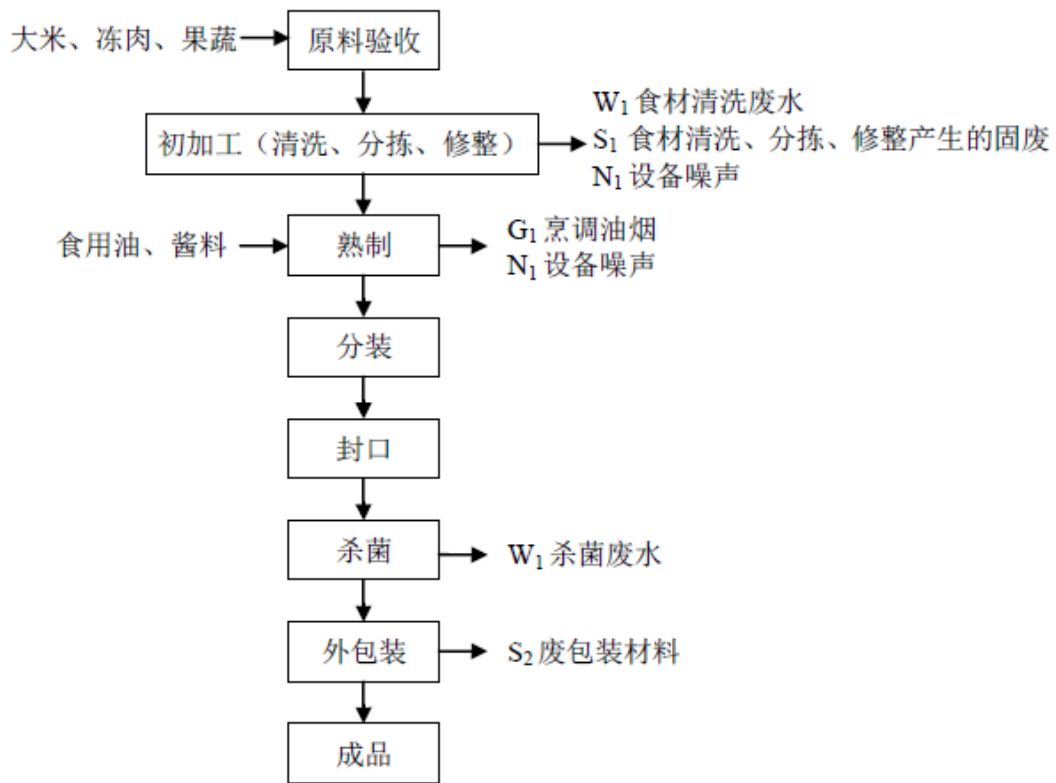 大米、冻肉、果蔬
原料验收
初加工（清洗、分拣、修整）
W₁ 食材清洗废水
S₁ 食材清洗、分拣、修整产生的固废
N₁ 设备噪声
食用油、酱料
熟制
G₁ 烹调油烟
N₁ 设备噪声
分装
封口
杀菌
W₁ 杀菌废水
外包装
S₂ 废包装材料
成品